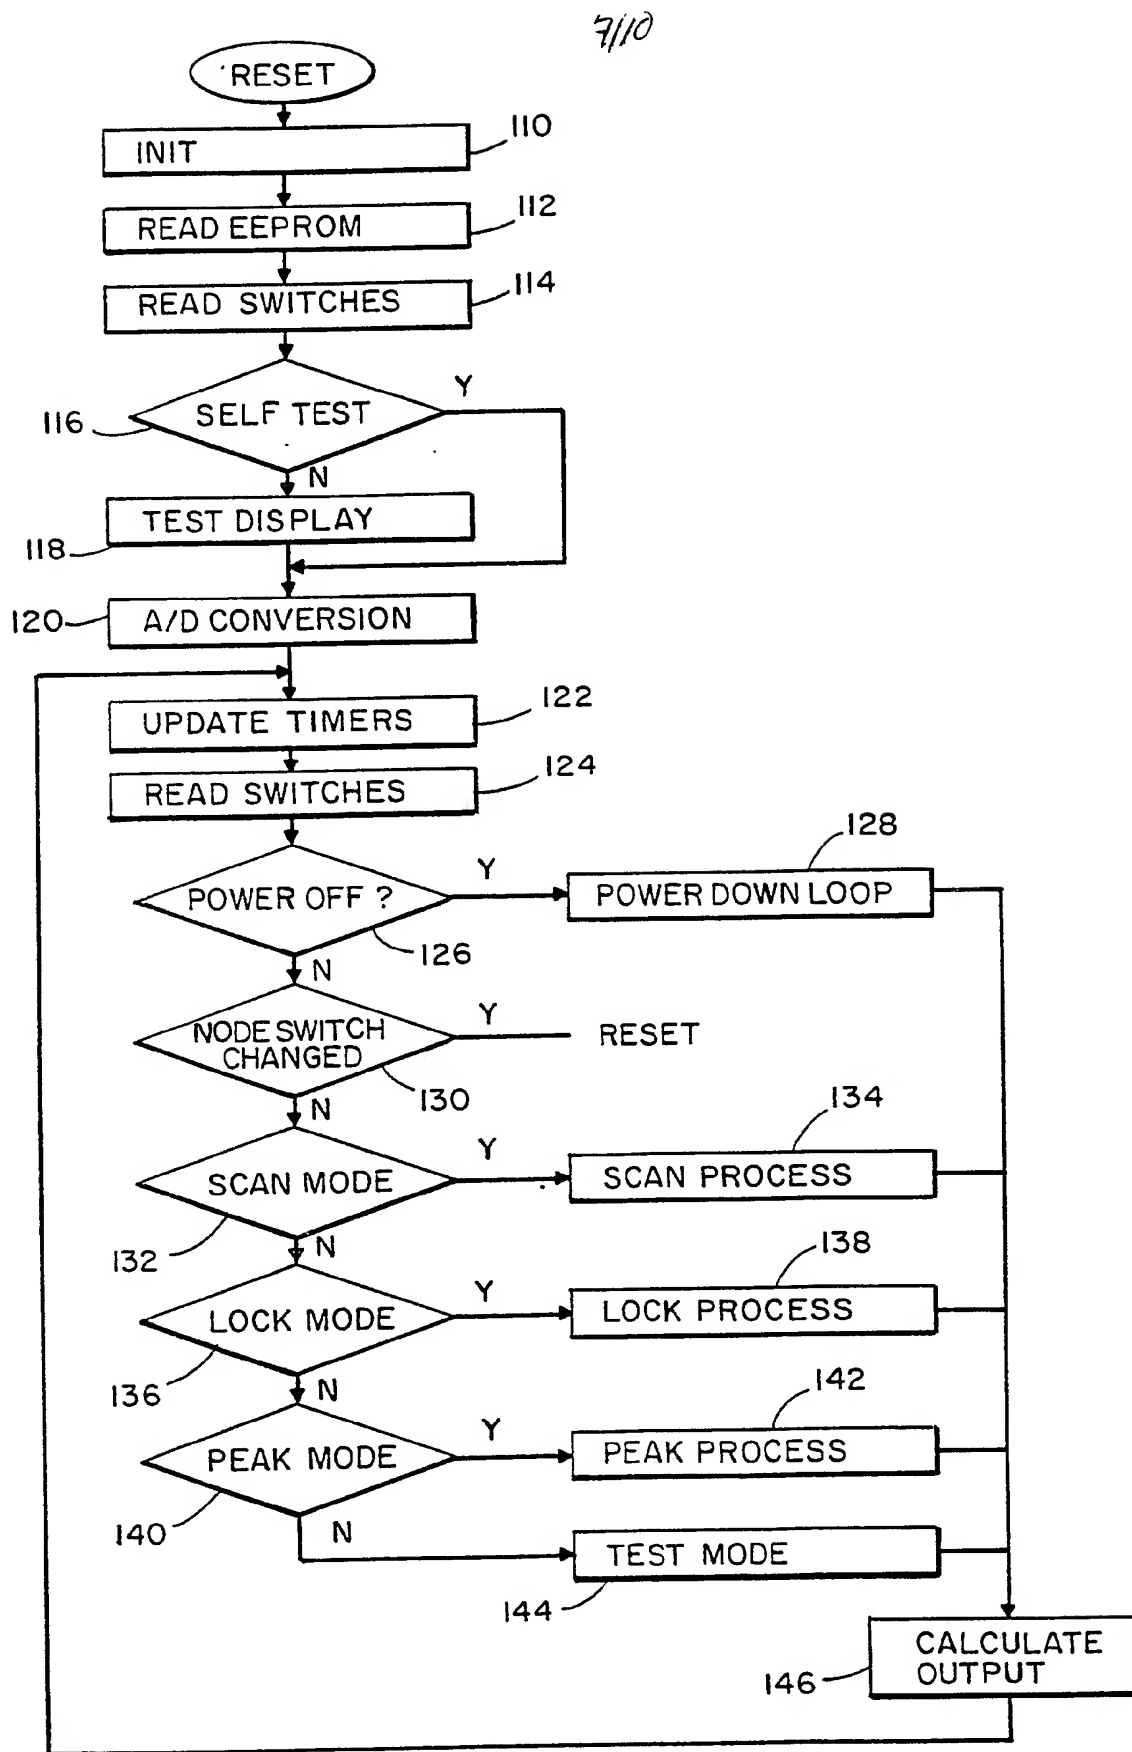 7/10
RESET
INIT
110
READ EEPROM
112
READ SWITCHES
114
SELF TEST
Y
116
N
TEST DISPLAY
118
120
A/D CONVERSION
UPDATE TIMERS
122
READ SWITCHES
124
POWER OFF ?
Y
POWER DOWN LOOP
128
126
N
NODE SWITCH
CHANGED
Y
RESET
130
N
SCAN MODE
Y
SCAN PROCESS
134
132
N
LOCK MODE
Y
LOCK PROCESS
138
136
N
PEAK MODE
Y
PEAK PROCESS
142
140
N
TEST MODE
144
CALCULATE
OUTPUT
146